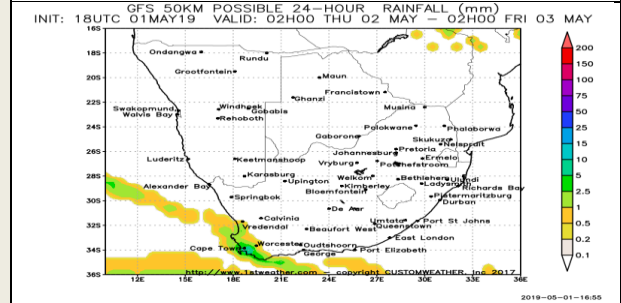 GFS 50KM POSSIBLE 24-HOUR RAINFALL (mm)
INIT: 18UTC 01MAY19 VALID: 02H00 THU 02 MAY – 02H00 FRI 03 MAY
16S
18S
20S
22S
24S
26S
28S
30S
32S
34S
36S
12E
15E
18E
21E
24E
27E
30E
33E
36E
Ondangwa
Rundu
Grootfontein
Maun
Francistown
Ghanzi
Musina
Swakopmund
Walvis Bay
Windhoek
Gobabis
Rehoboth
Polokwane
Phalaborwa
Gaborone
Skukuza
Pretoria
Nelspruit
Johannesburg
Ermelo
Luderitz
Keetmanshoop
Vryburg
Potchefstroom
Karasburg
Upington
Welkom
Bethlehem
Ulundi
Kimberley
Ladysmith
Bloemfontein
Richards Bay
Alexander Bay
Springbok
Pietermaritzburg
Durban
De Aar
Calvinia
Umtata
Port St Johns
Vredendal
Beaufort West
Queenstown
East London
Cape Town
Worcester
Oudtshoorn
George
Port Elizabeth
http://www.1stweather.com – copyright CUSTOMWEATHER, Inc 2017
200
150
100
75
50
25
15
10
5
2.5
1
0.5
0.2
0.1
2019-05-01-16:55